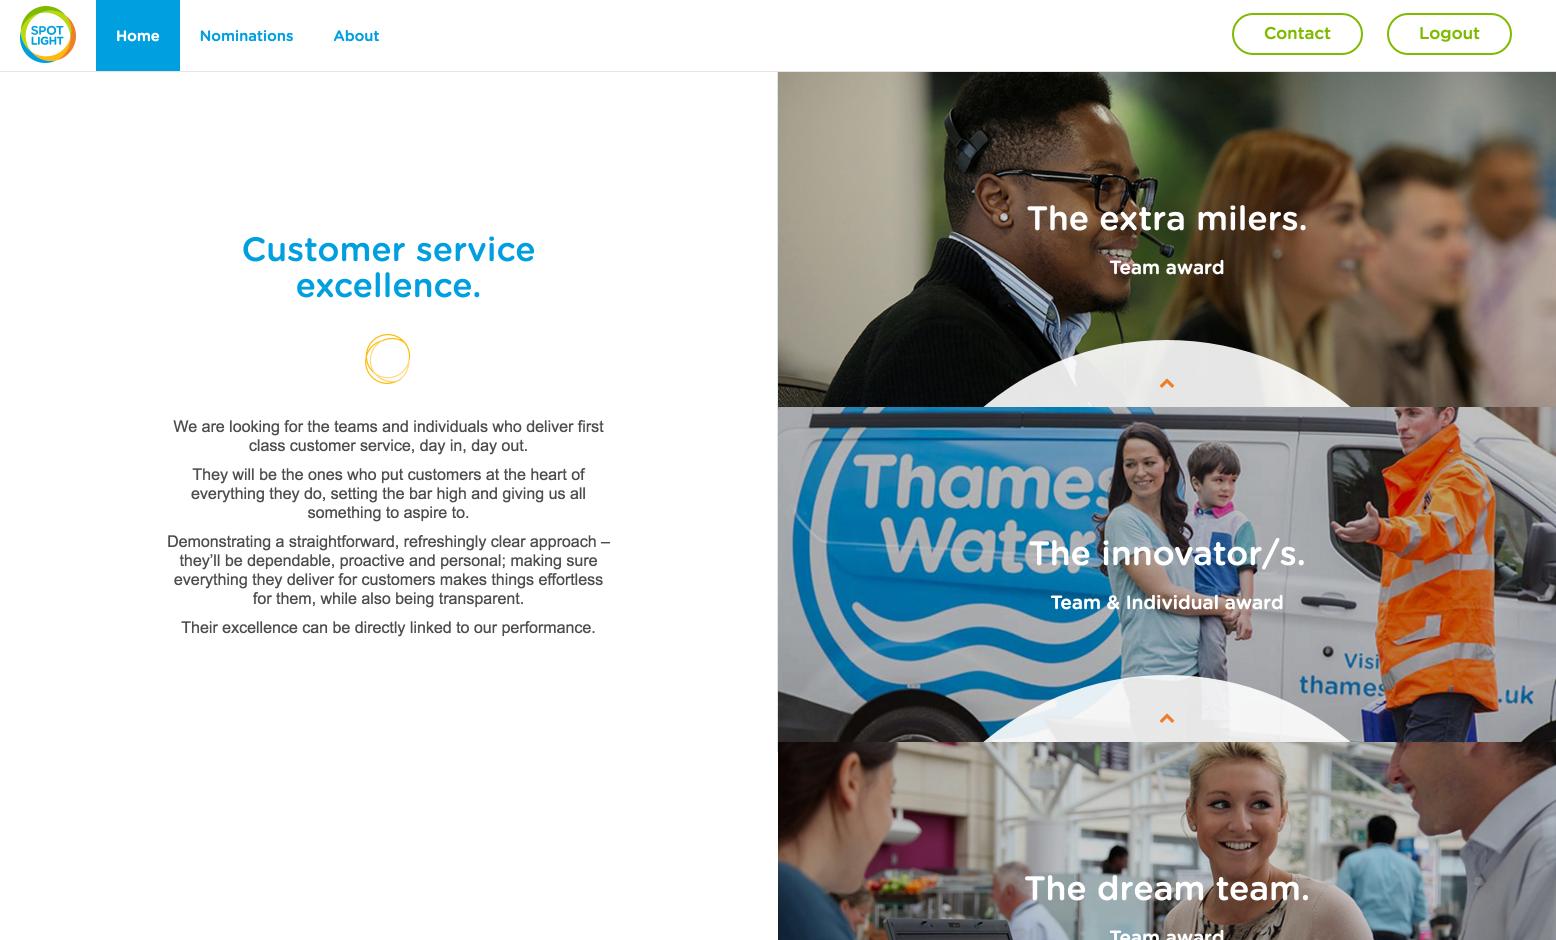 SPOT
LIGHT
Home
Nominations
About
Contact
Logout
Customer service
excellence.
We are looking for the teams and individuals who deliver first
class customer service, day in, day out.
They will be the ones who put customers at the heart of
everything they do, setting the bar high and giving us all
something to aspire to.
Demonstrating a straightforward, refreshingly clear approach –
they’ll be dependable, proactive and personal; making sure
everything they deliver for customers makes things effortless
for them, while also being transparent.
Their excellence can be directly linked to our performance.
The extra milers.
Team award
Thames
Water
The innovator/s.
Team & Individual award
Visi
thames
.uk
The dream team.
Team award